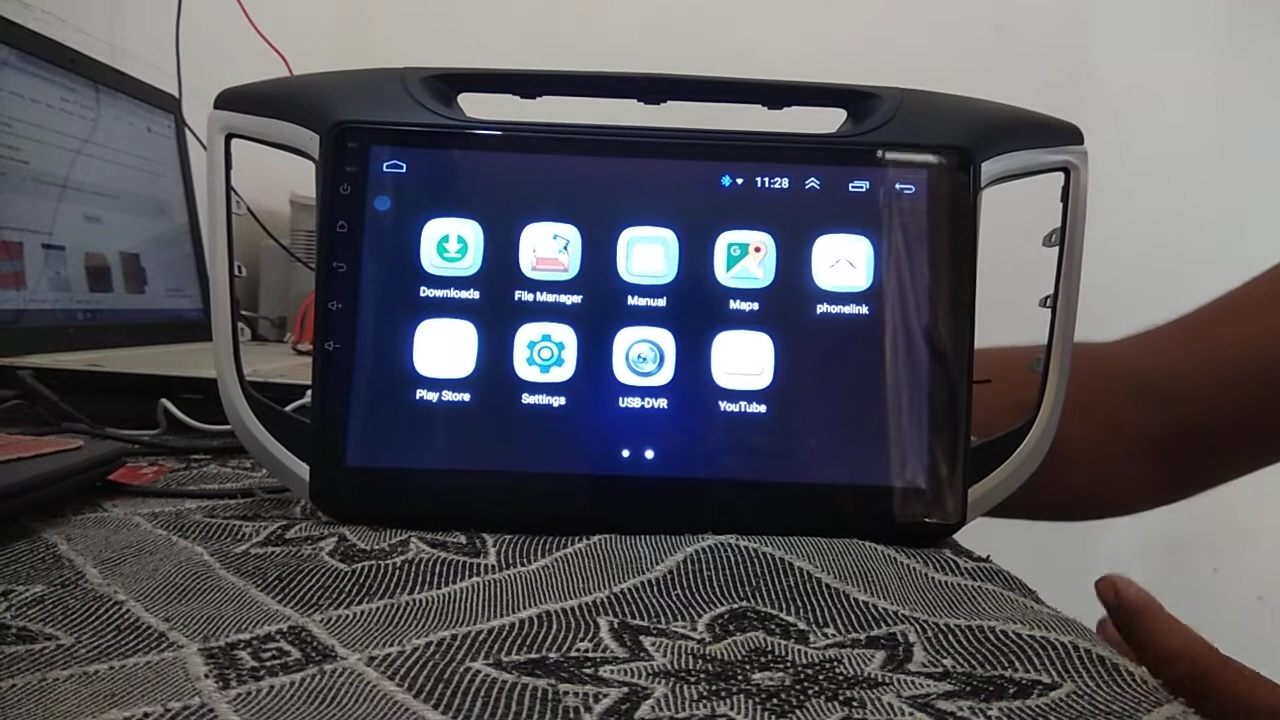 11:28
Downloads
File Manager
Manual
Maps
phonelink
Play Store
Settings
USB-DVR
YouTube